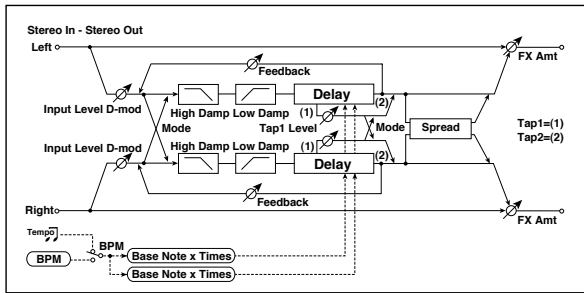 Stereo In - Stereo Out
Left
FX Amt
Feedback
High Damp Low Damp
Delay
(1)
(2)
Input Level D-mod
Mode
Tap1 Level
Mode
Spread
Tap1=(1)
Tap2=(2)
Input Level D-mod
High Damp Low Damp
(1)
Delay
(2)
Feedback
Right
FX Amt
Tempo
BPM
BPM
Base Note x Times
Base Note x Times